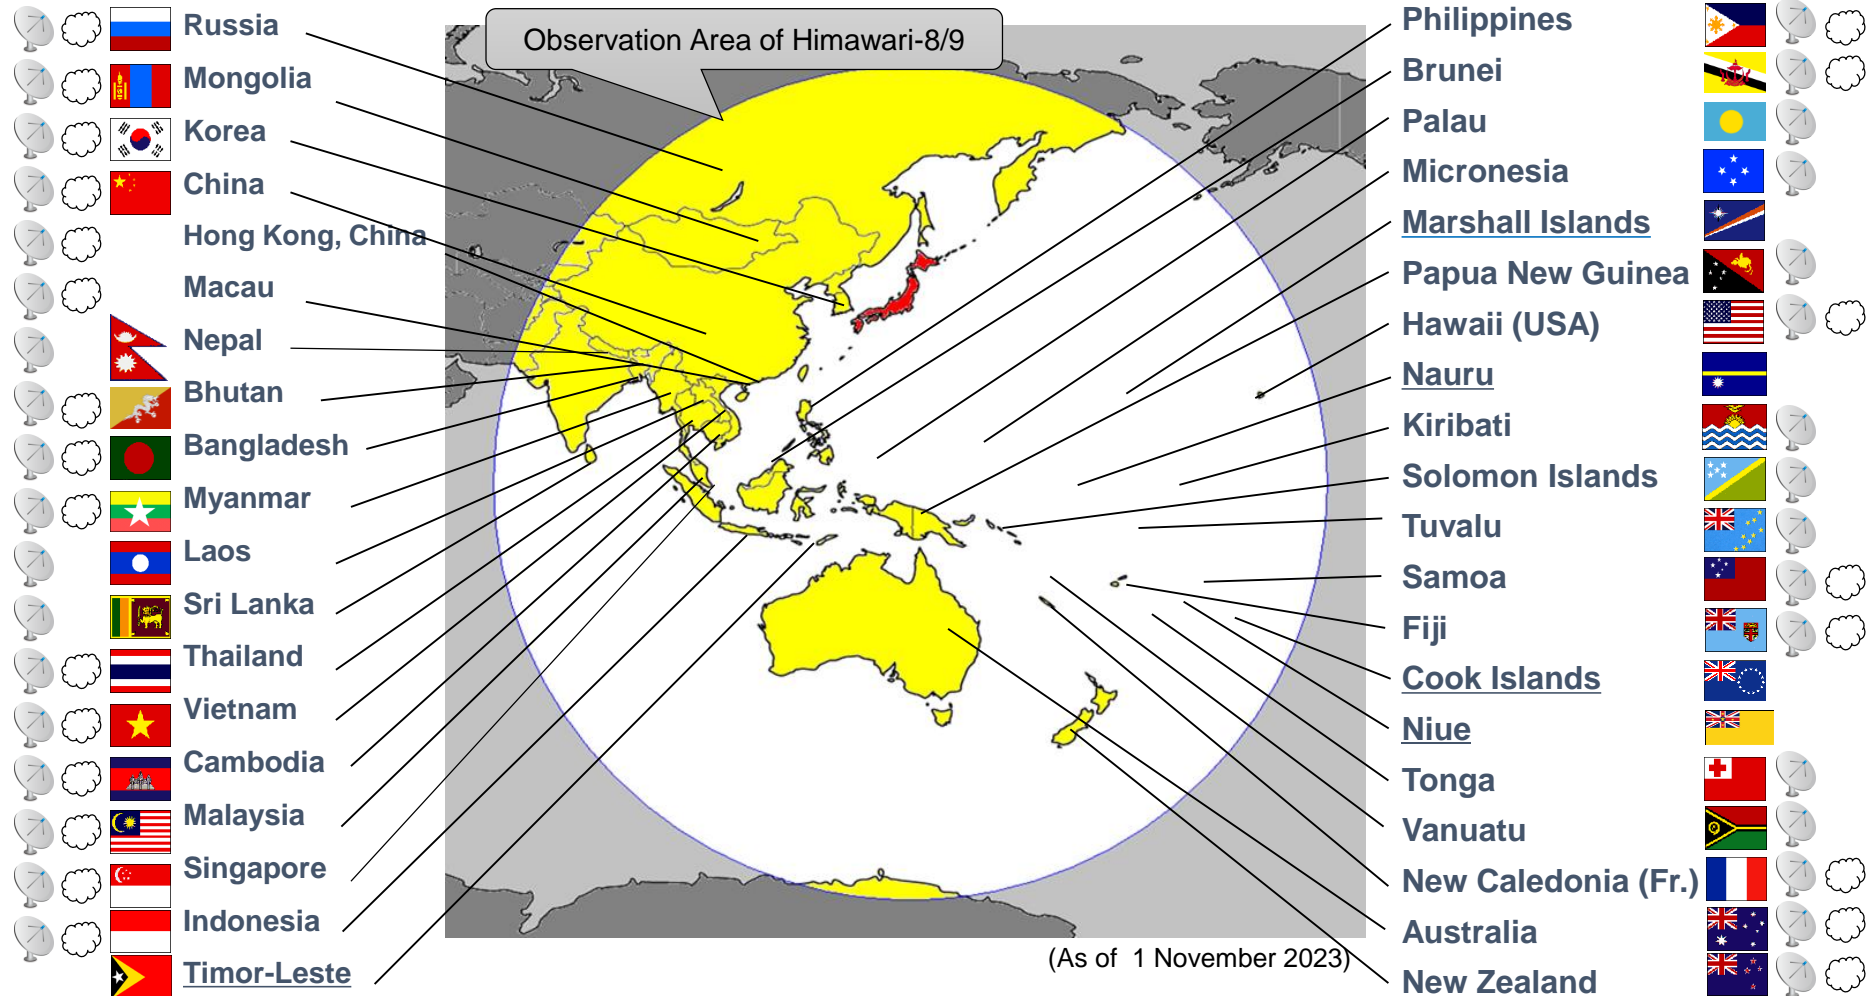 Observation Area of Himawari-8/9
Russia
Mongolia
Korea
China
Hong Kong, China
Macau
Nepal
Bhutan
Bangladesh
Myanmar
Laos
Sri Lanka
Thailand
Vietnam
Cambodia
Malaysia
Singapore
Indonesia
Timor-Leste
Philippines
Brunei
Palau
Micronesia
Marshall Islands
Papua New Guinea
Hawaii (USA)
Nauru
Kiribati
Solomon Islands
Tuvalu
Samoa
Fiji
Cook Islands
Niue
Tonga
Vanuatu
New Caledonia (Fr.)
Australia
New Zealand
(As of 1 November 2023)